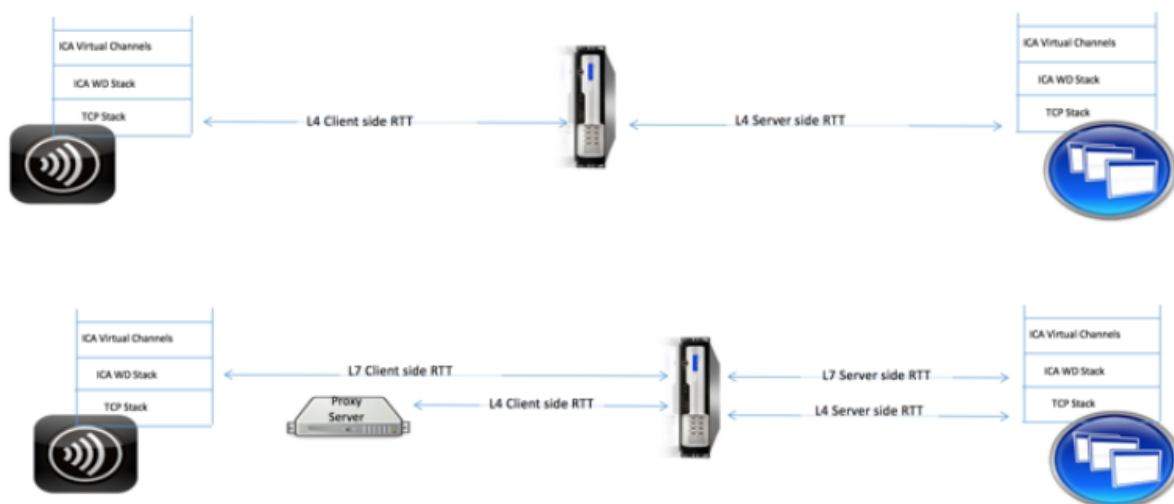 ICA Virtual Channels
ICA WD Stack
TCP Stack
L4 Client side RTT
L4 Server side RTT
ICA Virtual Channels
ICA WD Stack
TCP Stack
ICA Virtual Channels
ICA WD Stack
TCP Stack
L7 Client side RTT
Proxy
Server
L4 Client side RTT
L7 Server side RTT
L4 Server side RTT
ICA Virtual Channels
ICA WD Stack
TCP Stack